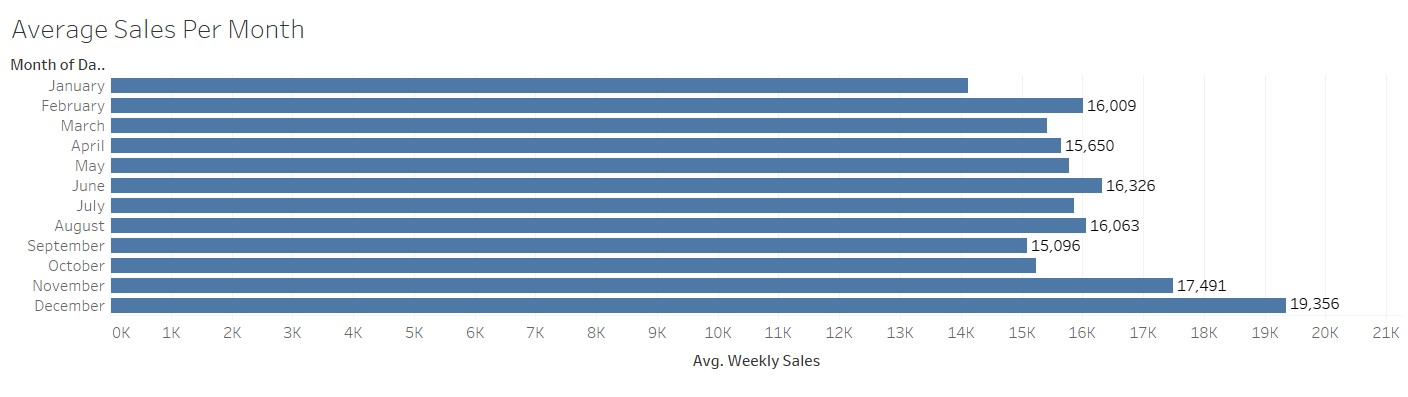 Average Sales Per Month
Month of Da..
January
February 16,009
March
April 15,650
May
June 16,326
July
August 16,063
September 15,096
October
November 17,491
December 19,356
0K 1K 2K 3K 4K 5K 6K 7K 8K 9K 10K 11K 12K 13K 14K 15K 16K 17K 18K 19K 20K 21K
Avg. Weekly Sales